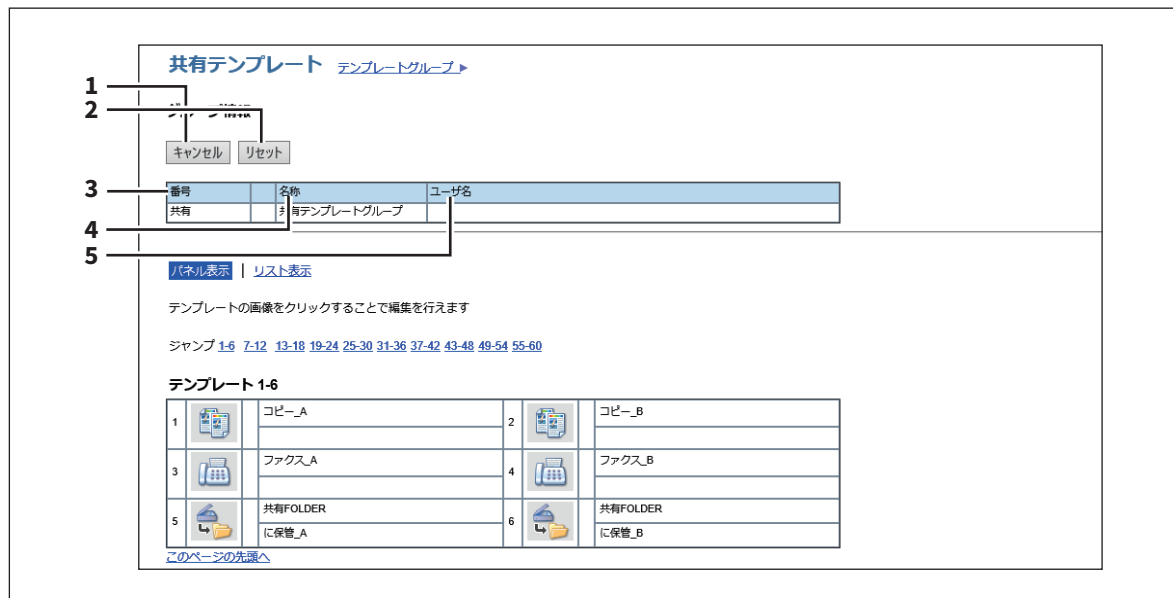 共有テンプレート テンプレートグループ ▶
1
2
グループ情報
キャンセル リセット
3
番号 名称 ユーザ名
共有 共有テンプレートグループ
4
5
パネル表示 | リスト表示
テンプレートの画像をクリックすることで編集を行えます
ジャンプ 1-6 7-12 13-18 19-24 25-30 31-36 37-42 43-48 49-54 55-60
テンプレート 1-6
1 コピー_A 2 コピー_B
3 ファクス_A 4 ファクス_B
5 共有FOLDER 6 共有FOLDER
に保管_A に保管_B
このページの先頭へ